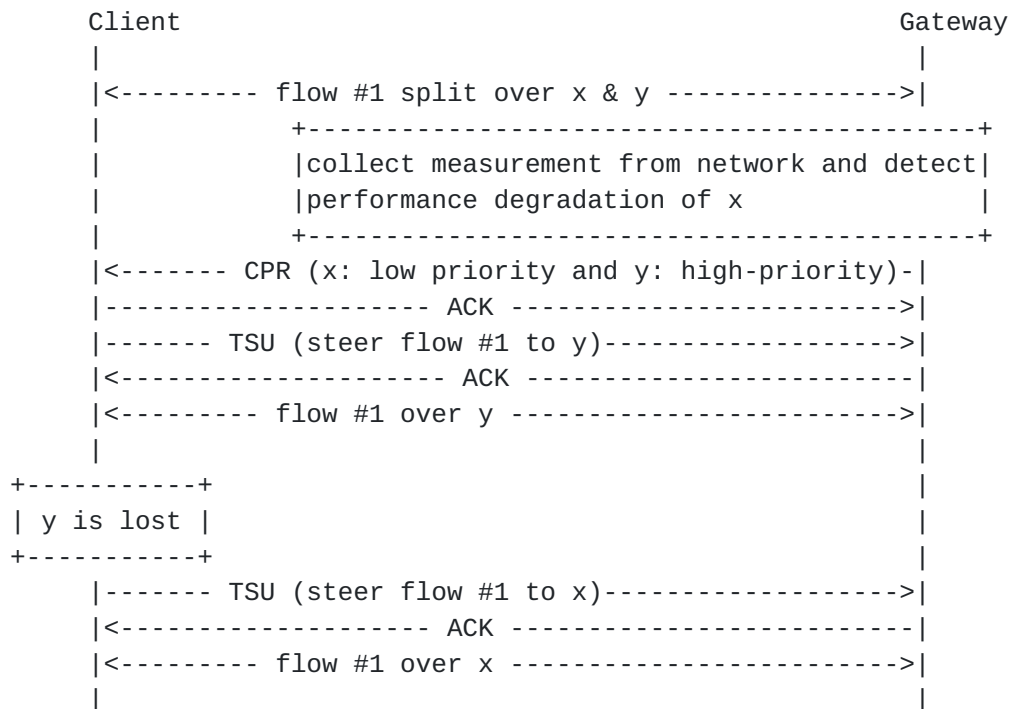 Client                                              Gateway
|                                                    |
|<--------- flow #1 split over x & y --------------->|
|            +-------------------------------------------+
|            |collect measurement from network and detect|
|            |performance degradation of x               |
|            +-------------------------------------------+
|<------- CPR (x: low priority and y: high-priority)-|
|--------------------- ACK ------------------------->|
|------- TSU (steer flow #1 to y)------------------->|
|<---------------------- ACK -------------------------|
|<--------- flow #1 over y ------------------------->|
|                                                    |
+-----------+                                              |
| y is lost |                                              |
+-----------+                                              |
|------- TSU (steer flow #1 to x)------------------->|
|<-------------------- ACK --------------------------|
|<--------- flow #1 over x ------------------------->|
|                                                    |